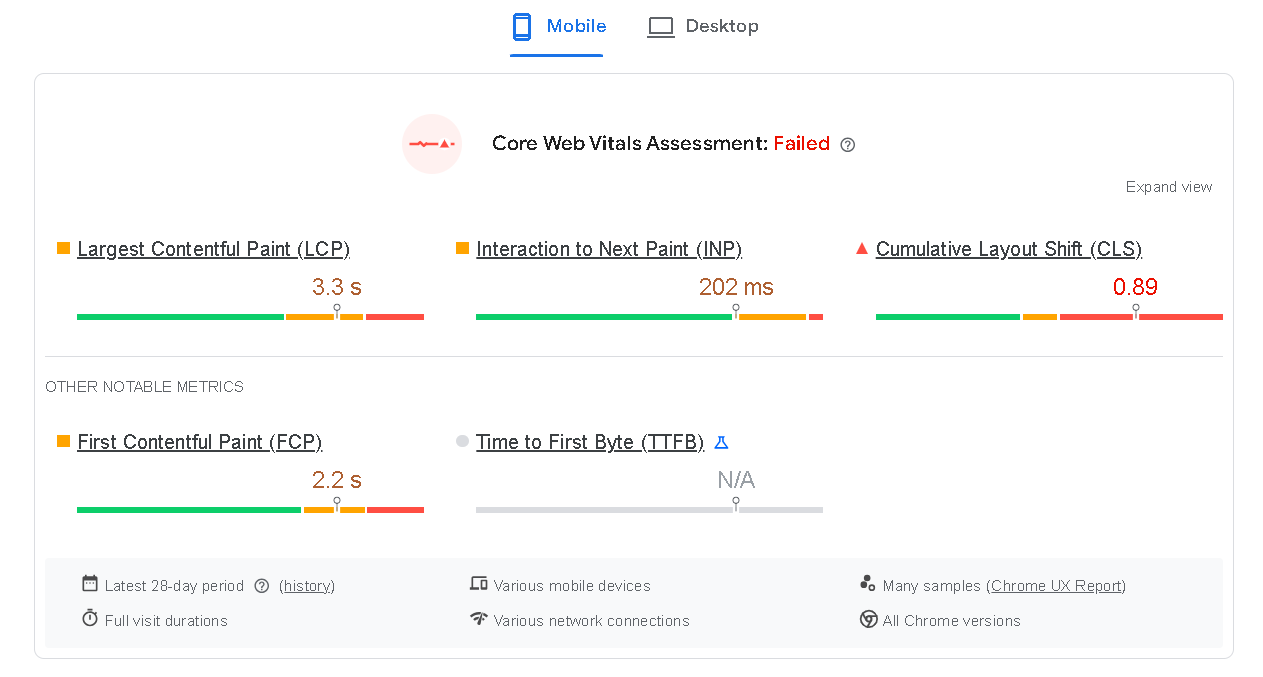 Mobile Desktop
Core Web Vitals Assessment: Failed
Expand view
Largest Contentful Paint (LCP)
3.3 s
Interaction to Next Paint (INP)
202 ms
Cumulative Layout Shift (CLS)
0.89
OTHER NOTABLE METRICS
First Contentful Paint (FCP)
2.2 s
Time to First Byte (TTFB)
N/A
Latest 28-day period (history)
Various mobile devices
Many samples (Chrome UX Report)
Full visit durations
Various network connections
All Chrome versions